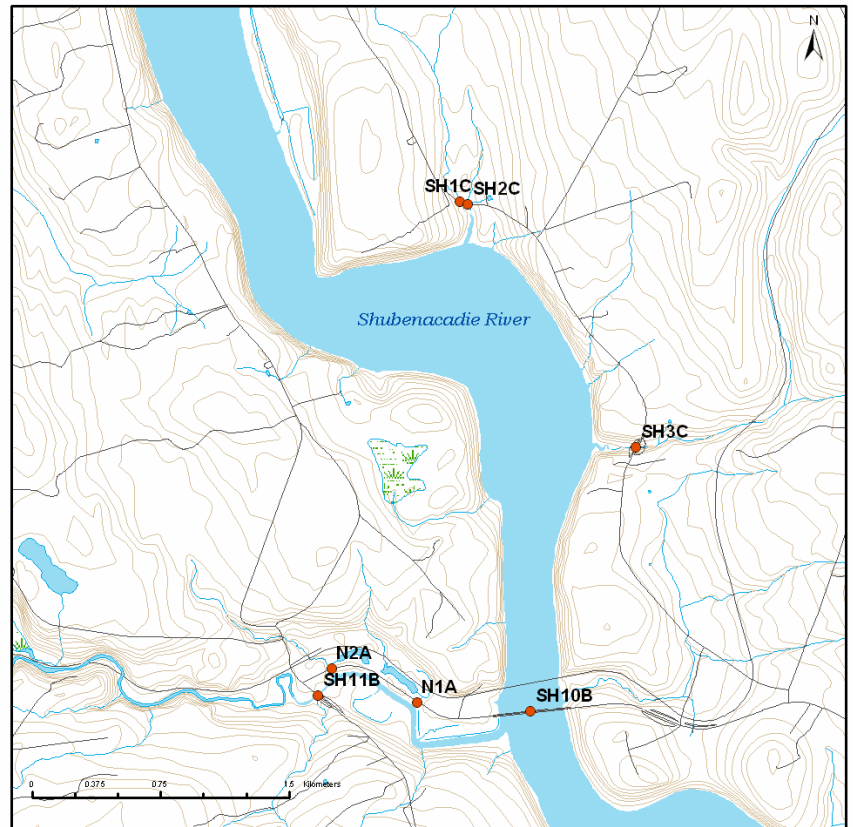 N
SH1C SH2C
Shubenacadie River
SH3C
N2A
SH11B
N1A
SH10B
0 0.375 0.75 1.5 Kilometers